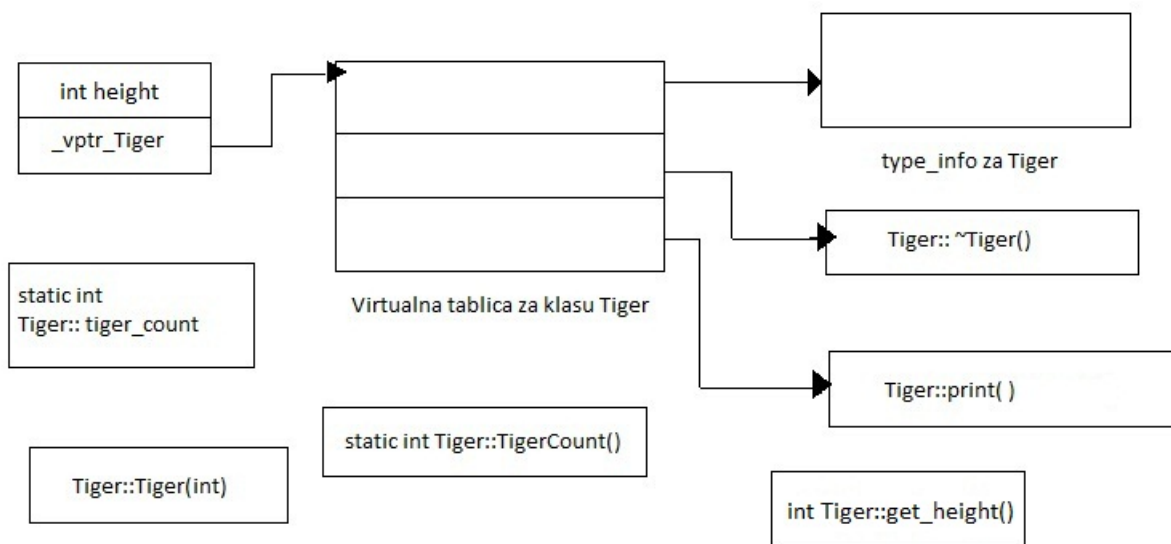 int height
_vptr_Tiger
type_info za Tiger
Tiger:: ~Tiger()
static int
Tiger:: tiger_count
Virtualna tablica za klasu Tiger
Tiger::print( )
static int Tiger::TigerCount()
Tiger::Tiger(int)
int Tiger::get_height()